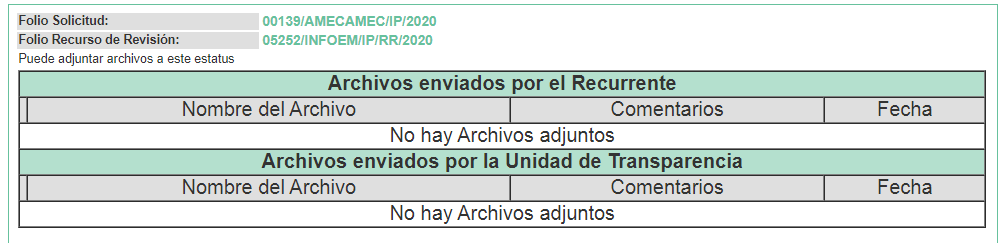 Folio Solicitud: 00139/AMECAMEC/IP/2020
Folio Recurso de Revisión: 05252/INFOEM/IP/RR/2020
Puede adjuntar archivos a este estatus
Archivos enviados por el Recurrente
Nombre del Archivo Comentarios Fecha
No hay Archivos adjuntos
Archivos enviados por la Unidad de Transparencia
Nombre del Archivo Comentarios Fecha
No hay Archivos adjuntos